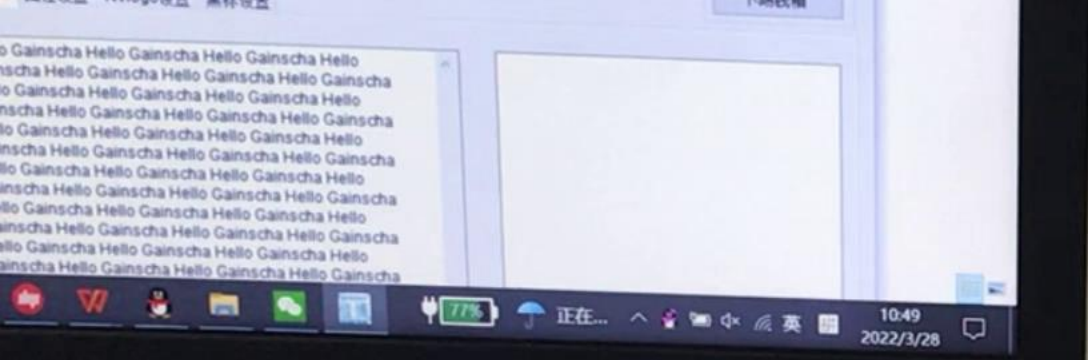 o Gainscha Hello Gainscha Hello Gainscha Hello
nscha Hello Gainscha Hello Gainscha Hello Gainscha
lo Gainscha Hello Gainscha Hello Gainscha Hello
nscha Hello Gainscha Hello Gainscha Hello Gainscha
lo Gainscha Hello Gainscha Hello Gainscha Hello
inscha Hello Gainscha Hello Gainscha Hello Gainscha
llo Gainscha Hello Gainscha Hello Gainscha Hello
insda Hello Gainscha Hello Gainscha Hello Gainscha
llo Gainscha Hello Gainscha Hello Gainscha Hello
ainscha Hello Gainscha Hello Gainscha Hello Gainscha
ello Gainscha Hello Gainscha Hello Gainscha Hello
ainscha Hello Gainscha Hello Gainscha Hello Gainscha
77% 正在... 英 10:49
2022/3/28